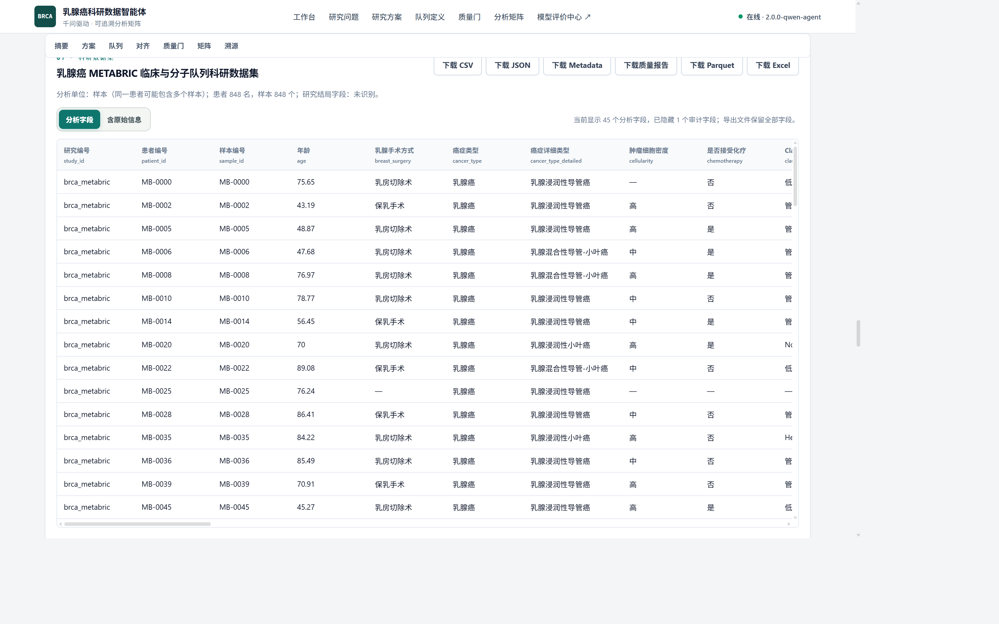 BRCA
乳腺癌科研数据智能体
千问驱动 · 可追溯分析矩阵
工作台 研究问题 研究方案 队列定义 质量门 分析矩阵 模型评价中心 ↗
在线 · 2.0.0-qwen-agent
摘要 方案 队列 对齐 质量门 矩阵 溯源
乳腺癌 METABRIC 临床与分子队列科研数据集
下载 CSV 下载 JSON 下载 Metadata 下载质量报告 下载 Parquet 下载 Excel
分析单位：样本（同一患者可能包含多个样本）；患者 848 名，样本 848 个；研究结局字段：未识别。
分析字段 含原始信息
当前显示 45 个分析字段，已隐藏 1 个审计字段；导出文件保留全部字段。
研究编号 患者编号 样本编号 年龄 乳腺手术方式 癌症类型 癌症详细类型 肿瘤细胞密度 是否接受化疗
study_id patient_id sample_id age breast_surgery cancer_type cancer_type_detailed cellularity chemotherapy
brca_metabric MB-0000 MB-0000 75.65 乳房切除术 乳腺癌 乳腺浸润性导管癌 — 否 低
brca_metabric MB-0002 MB-0002 43.19 保乳手术 乳腺癌 乳腺浸润性导管癌 高 否 管
brca_metabric MB-0005 MB-0005 48.87 乳房切除术 乳腺癌 乳腺浸润性导管癌 高 是 管
brca_metabric MB-0006 MB-0006 47.68 乳房切除术 乳腺癌 乳腺混合性导管-小叶癌 中 是 管
brca_metabric MB-0008 MB-0008 76.97 乳房切除术 乳腺癌 乳腺混合性导管-小叶癌 高 是 管
brca_metabric MB-0010 MB-0010 78.77 乳房切除术 乳腺癌 乳腺浸润性导管癌 中 否 管
brca_metabric MB-0014 MB-0014 56.45 保乳手术 乳腺癌 乳腺浸润性导管癌 中 是 管
brca_metabric MB-0020 MB-0020 70 乳房切除术 乳腺癌 乳腺浸润性小叶癌 高 是
brca_metabric MB-0022 MB-0022 89.08 保乳手术 乳腺癌 乳腺混合性导管-小叶癌 中 否 低
brca_metabric MB-0025 MB-0025 76.24 — 乳腺癌 乳腺浸润性导管癌 — — —
brca_metabric MB-0028 MB-0028 86.41 保乳手术 乳腺癌 乳腺浸润性导管癌 中 否 管
brca_metabric MB-0035 MB-0035 84.22 乳房切除术 乳腺癌 乳腺浸润性小叶癌 高 否
brca_metabric MB-0036 MB-0036 85.49 乳房切除术 乳腺癌 乳腺浸润性导管癌 中 否 管
brca_metabric MB-0039 MB-0039 70.91 保乳手术 乳腺癌 乳腺浸润性导管癌 高 否 管
brca_metabric MB-0045 MB-0045 45.27 乳房切除术 乳腺癌 乳腺浸润性导管癌 高 是 低